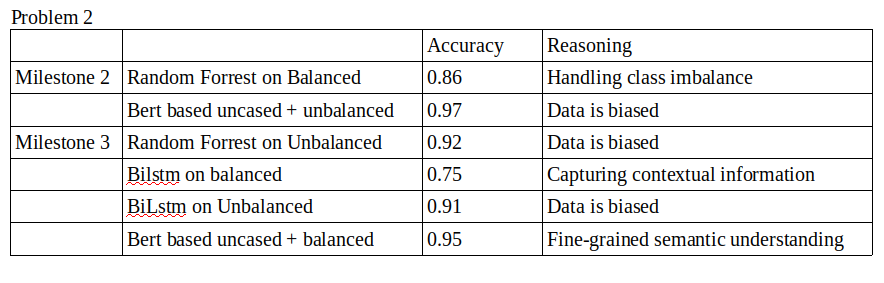 Problem 2
Accuracy Reasoning
Milestone 2 Random Forrest on Balanced 0.86 Handling class imbalance
Bert based uncased + unbalanced 0.97 Data is biased
Milestone 3 Random Forrest on Unbalanced 0.92 Data is biased
Bilstm on balanced 0.75 Capturing contextual information
BiLstm on Unbalanced 0.91 Data is biased
Bert based uncased + balanced 0.95 Fine-grained semantic understanding